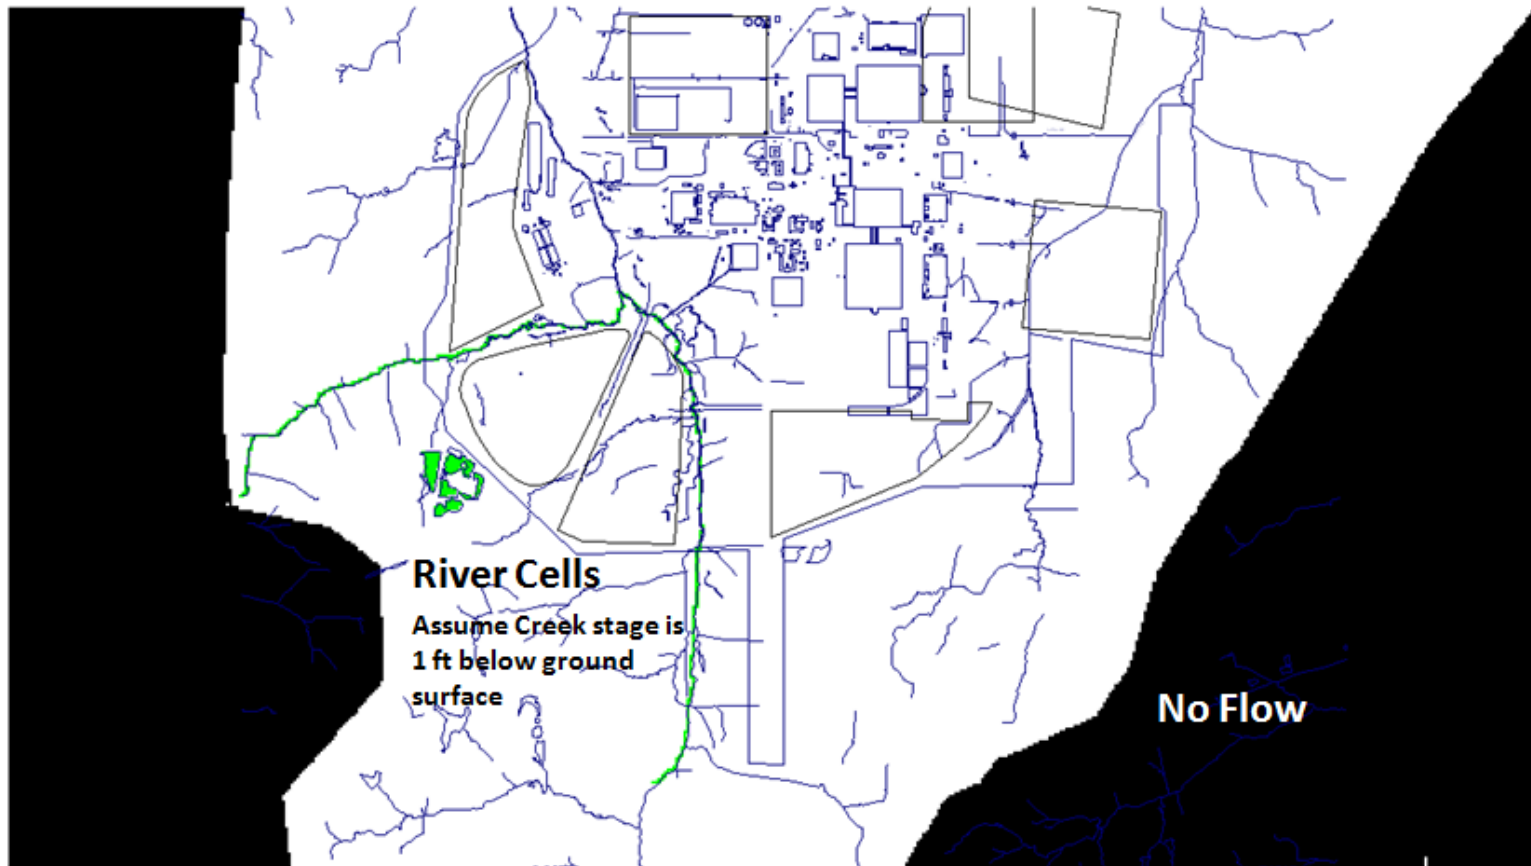 River Cells
Assume Creek stage is
1 ft below ground
surface
No Flow